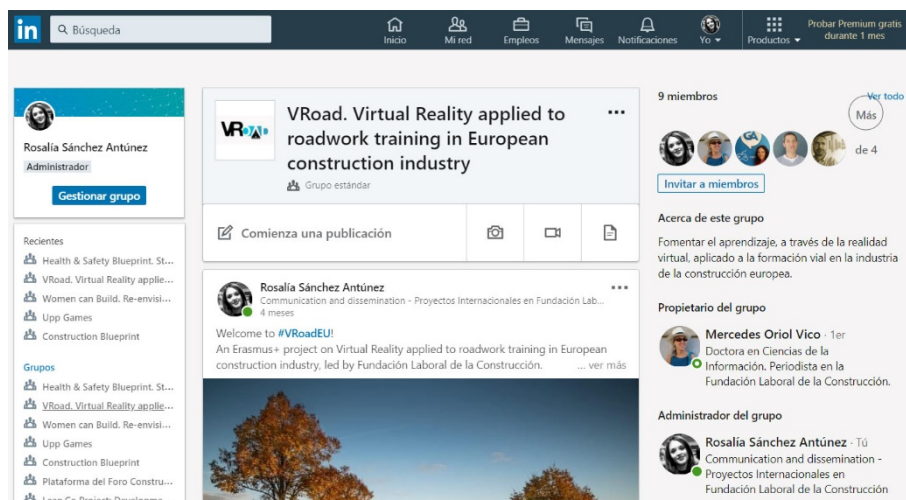 in
Búsqueda
Inicio
Mi red
Empleos
Mensajes
Notificaciones
Yo
Productos
Probar Premium gratis
durante 1 mes
Rosalía Sánchez Antúnez
Administrador
Gestionar grupo
Recientes
Health & Safety Blueprint. St...
VRoad. Virtual Reality applie...
Women can Build. Re-envisi...
Upp Games
Construction Blueprint
Grupos
Health & Safety Blueprint. St...
VRoad. Virtual Reality applie...
Women can Build. Re-envisi...
Upp Games
Construction Blueprint
Plataforma del Foro Constru...
VROAD
VRoad. Virtual Reality applied to
roadwork training in European
construction industry
Grupo estándar
Comienza una publicación
Rosalía Sánchez Antúnez
Communication and dissemination - Proyectos Internacionales en Fundación Lab...
4 meses
Welcome to #VRoadEU!
An Erasmus+ project on Virtual Reality applied to roadwork training in European
construction industry, led by Fundación Laboral de la Construcción. ... ver más
9 miembros
Ver todo
Más
de 4
Invitar a miembros
Acerca de este grupo
Fomentar el aprendizaje, a través de la realidad
virtual, aplicado a la formación vial en la industria
de la construcción europea.
Propietario del grupo
Mercedes Oriol Vico · 1er
Doctora en Ciencias de la
Información. Periodista en la
Fundación Laboral de la Construcción.
Administrador del grupo
Rosalía Sánchez Antúnez · Tú
Communication and dissemination -
Proyectos Internacionales en
Fundación Laboral de la Construcción